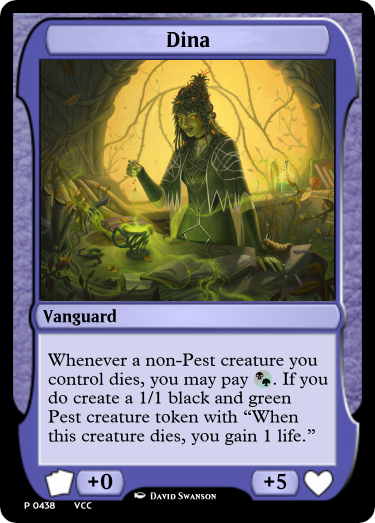 Dina
Vanguard
Whenever a non-Pest creature you
control dies, you may pay . If you
do create a 1/1 black and green
Pest creature token with “When
this creature dies, you gain 1 life.”
+0
+5
David Swanson
P 0438 VCC